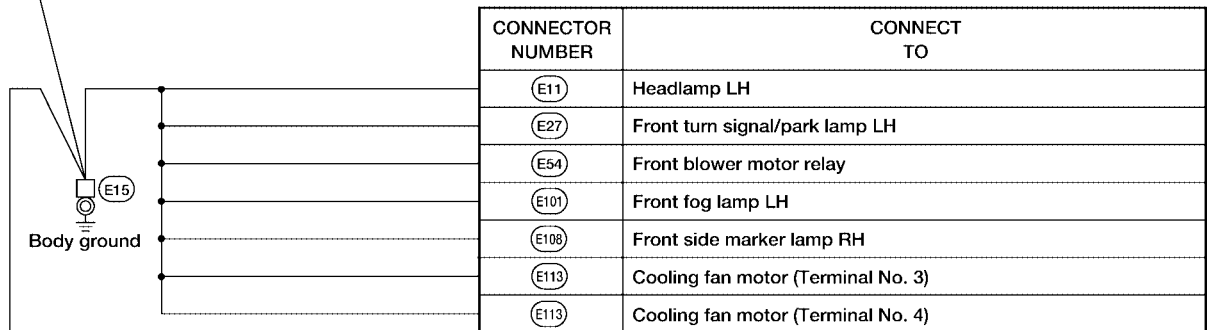 CONNECTOR NUMBER
CONNECT TO
E11 Headlamp LH
E27 Front turn signal/park lamp LH
E54 Front blower motor relay
E101 Front fog lamp LH
E108 Front side marker lamp RH
E113 Cooling fan motor (Terminal No. 3)
E113 Cooling fan motor (Terminal No. 4)
E15
Body ground